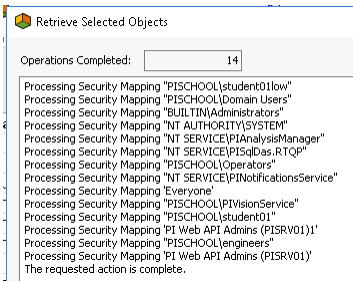 Retrieve Selected Objects
Operations Completed: 14
Processing Security Mapping "PISCHOOL\student01low"
Processing Security Mapping "PISCHOOL\Domain Users"
Processing Security Mapping "BUILTIN\Administrators"
Processing Security Mapping "NT AUTHORITY\SYSTEM"
Processing Security Mapping "NT SERVICE\PIAnalysisManager"
Processing Security Mapping "NT SERVICE\PISqlDas.RTQP"
Processing Security Mapping "PISCHOOL\Operators"
Processing Security Mapping "NT SERVICE\PINotificationsService"
Processing Security Mapping 'Everyone'
Processing Security Mapping "PISCHOOL\PIVisionService"
Processing Security Mapping "PISCHOOL\student01"
Processing Security Mapping 'PI Web API Admins (PISRV01)1'
Processing Security Mapping "PISCHOOL\engineers"
Processing Security Mapping 'PI Web API Admins (PISRV01)'
The requested action is complete.